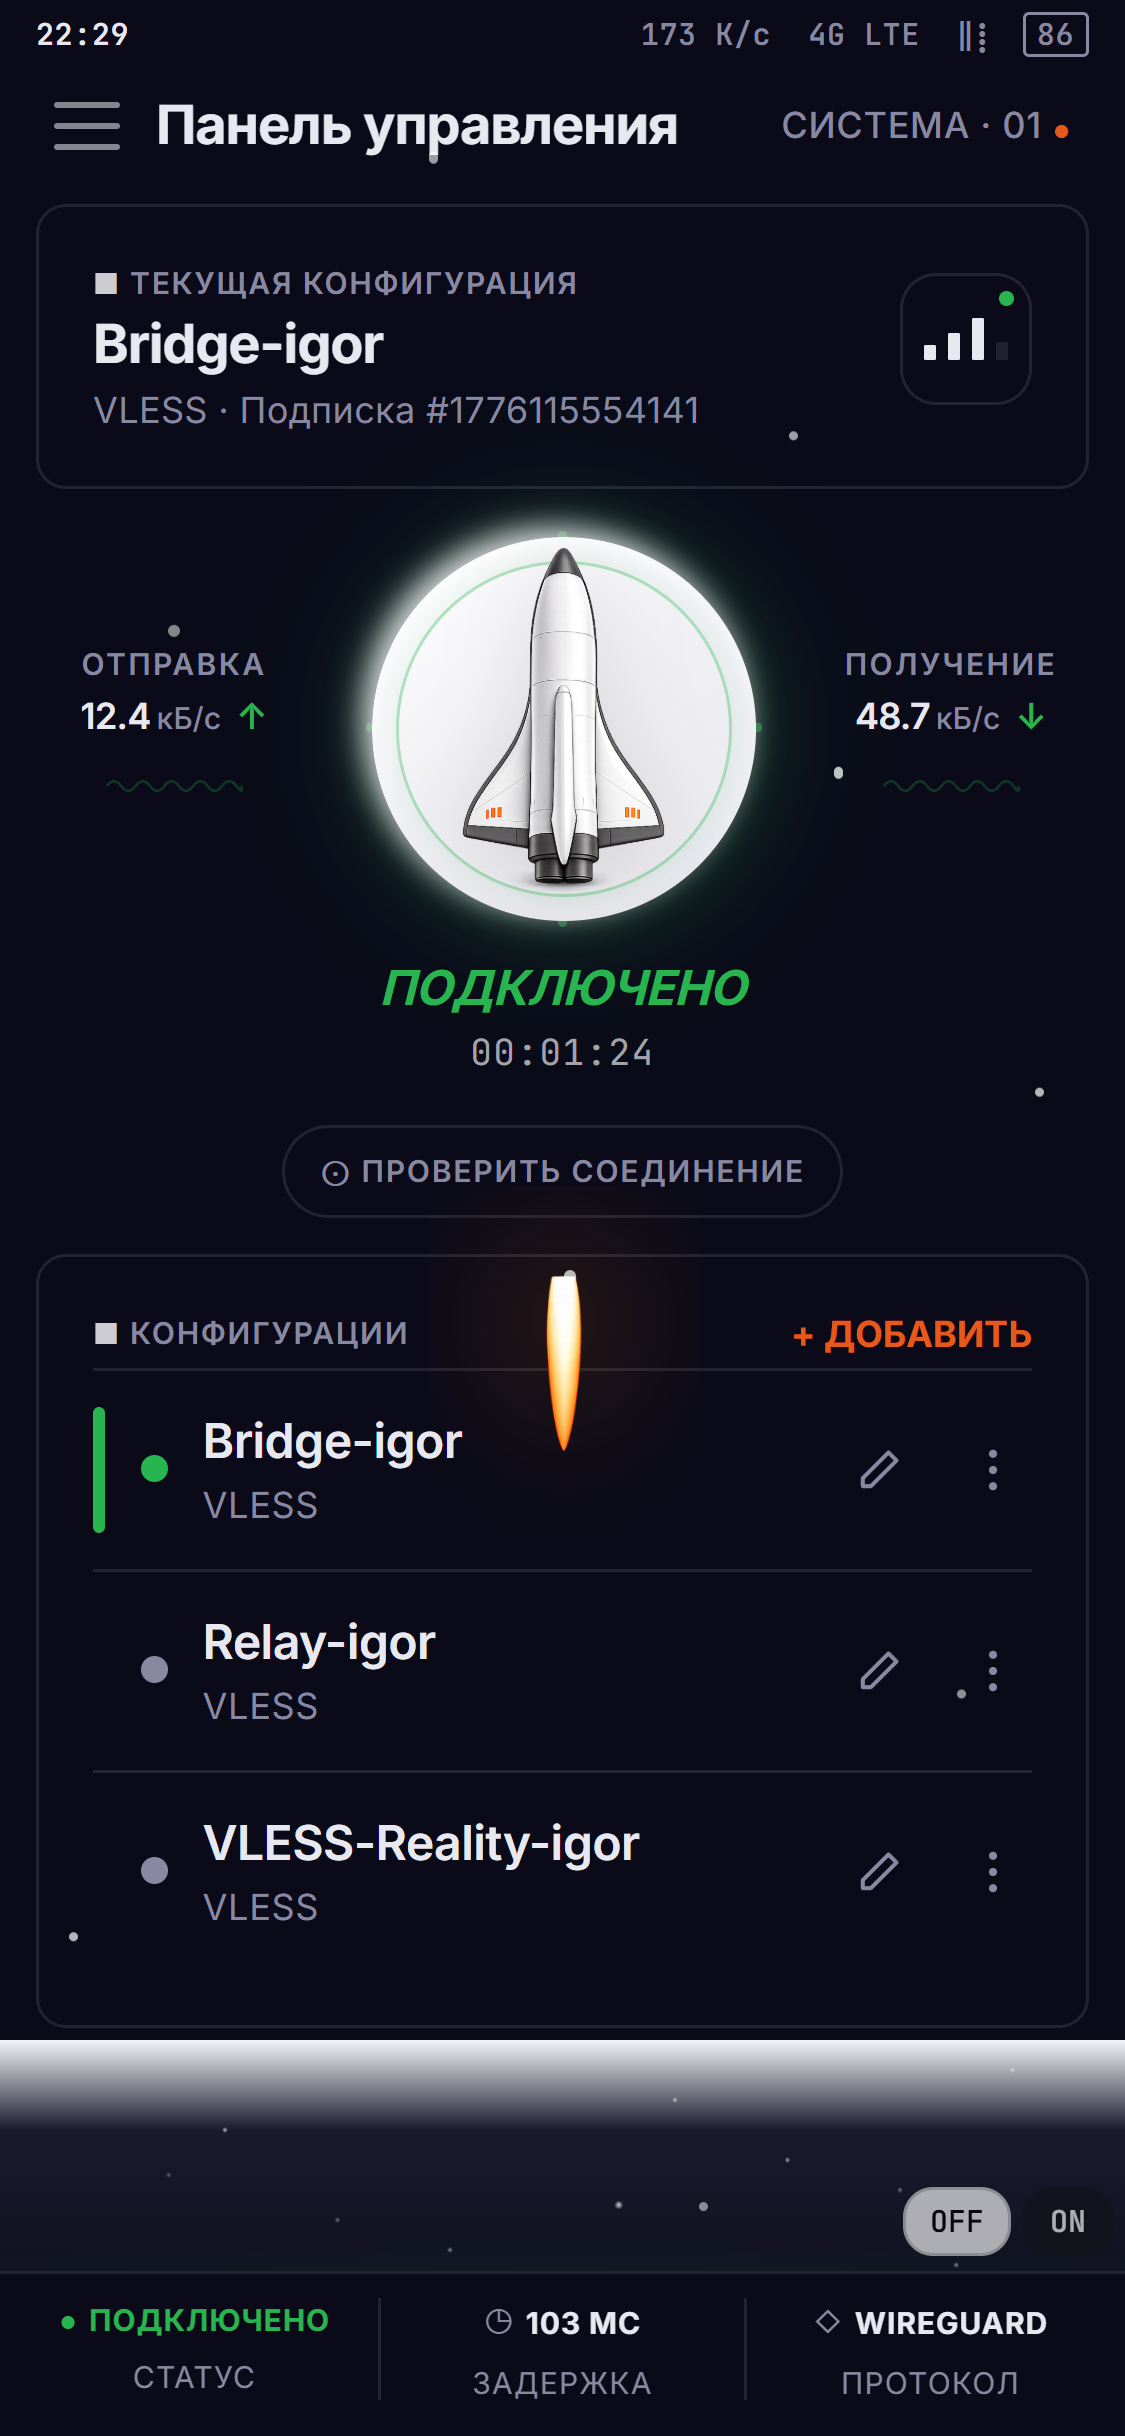 22:29 173 K/c 4G LTE 86
Панель управления СИСТЕМА · 01
ТЕКУЩАЯ КОНФИГУРАЦИЯ
Bridge-igor
VLESS · Подписка #1776115554141
ОТПРАВКА
12.4 кБ/с ↑
ПОЛУЧЕНИЕ
48.7 кБ/с ↓
ПОДКЛЮЧЕНО
00:01:24
ПРОВЕРИТЬ СОЕДИНЕНИЕ
КОНФИГУРАЦИИ + ДОБАВИТЬ
Bridge-igor
VLESS
Relay-igor
VLESS
VLESS-Reality-igor
VLESS
OFF ON
ПОДКЛЮЧЕНО
СТАТУС
103 МС
ЗАДЕРЖКА
WIREGUARD
ПРОТОКОЛ